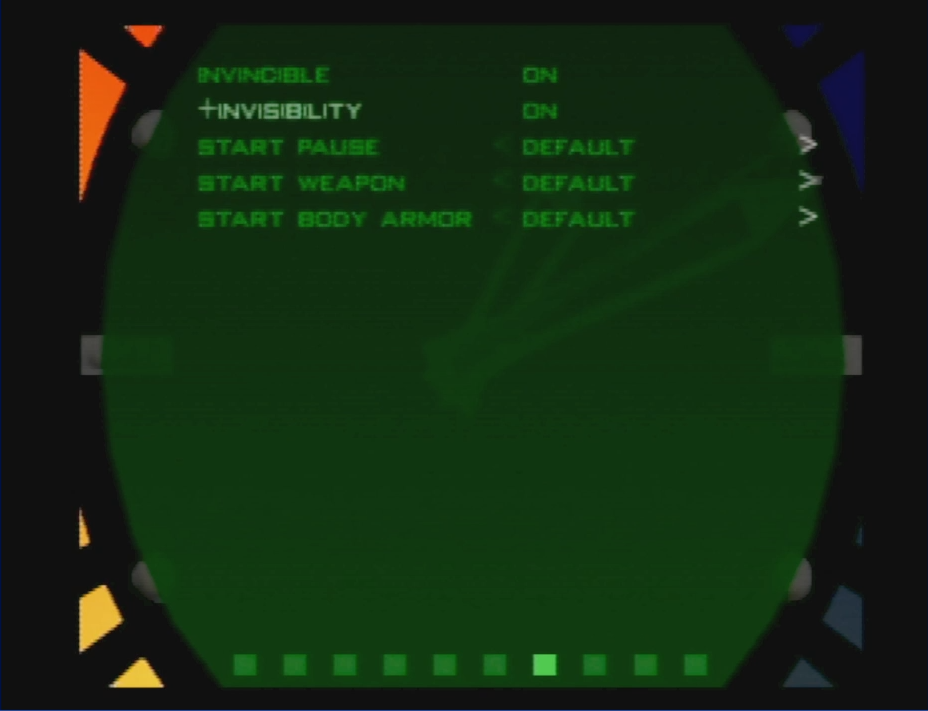 INVINCIBLE ON
+INVISIBILITY ON
START PAUSE < DEFAULT >
START WEAPON < DEFAULT >
START BODY ARMOR < DEFAULT >